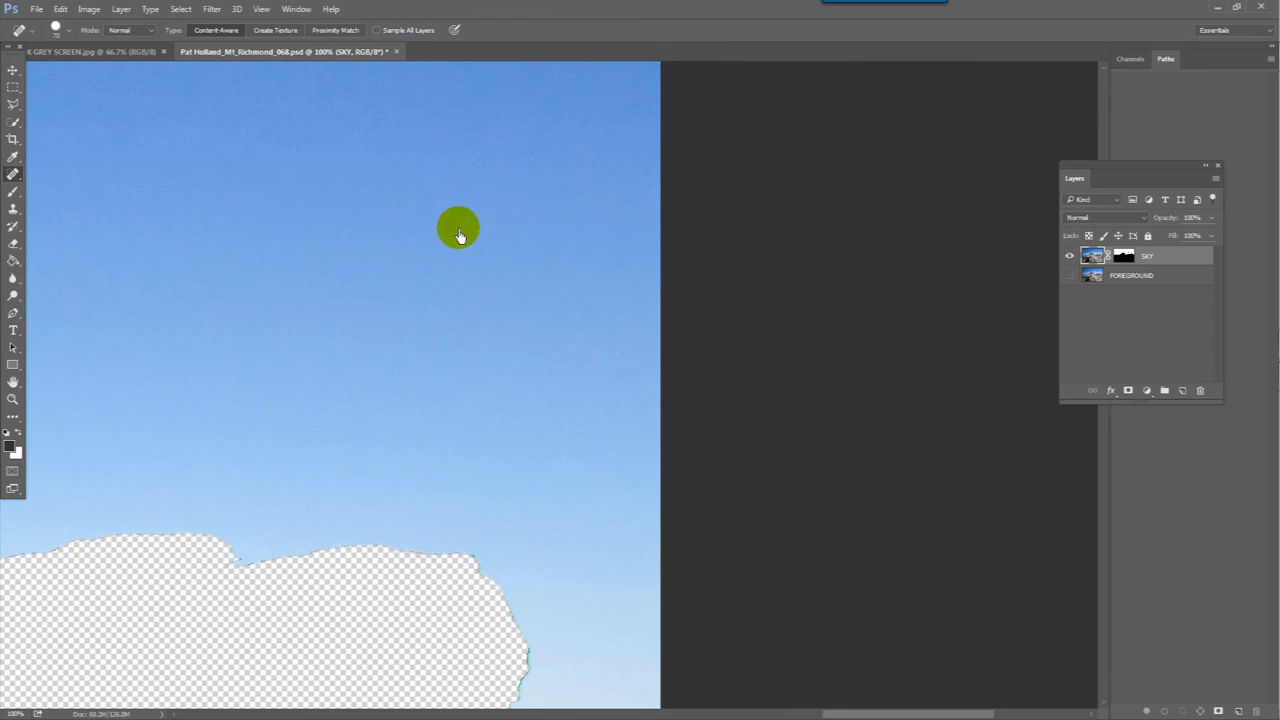 Ps File Edit Image Layer Type Select Filter 3D View Window Help
70 Mode: Normal Type: Content-Aware Create Texture Proximity Match Sample All Layers Essentials
K GREY SCREEN.jpg @ 66.7% (RGB/8) × Pat Holland_Mt_Richmond_068.psd @ 100% (SKY, RGB/8*) * ×
Channels Paths
Layers
Kind
Normal Opacity: 100%
Lock: Fill: 100%
SKY
FOREGROUND
100% Doc: 60.2M/126.8M